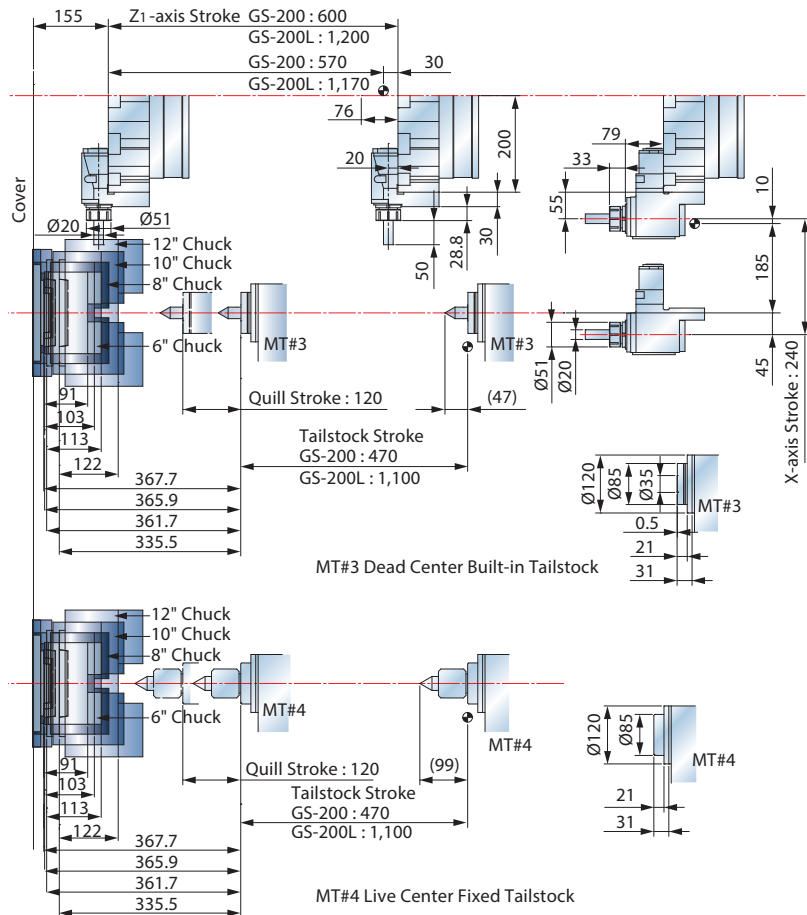 155
Z1-axis Stroke GS-200 : 600
GS-200L : 1,200
GS-200 : 570
GS-200L : 1,170
30
76
20
200
30
28.8
50
79
33
55
10
185
45
X-axis Stroke : 240
Cover
Ø20
Ø51
12" Chuck
10" Chuck
8" Chuck
6" Chuck
MT#3
MT#3
Ø51
Ø20
91
103
113
122
367.7
365.9
361.7
335.5
Quill Stroke : 120
(47)
Tailstock Stroke
GS-200 : 470
GS-200L : 1,100
Ø120
Ø85
Ø35
MT#3
0.5
21
31
MT#3 Dead Center Built-in Tailstock
12" Chuck
10" Chuck
8" Chuck
6" Chuck
MT#4
MT#4
91
103
113
122
367.7
365.9
361.7
335.5
Quill Stroke : 120
(99)
Tailstock Stroke
GS-200 : 470
GS-200L : 1,100
Ø120
Ø85
MT#4
21
31
MT#4 Live Center Fixed Tailstock